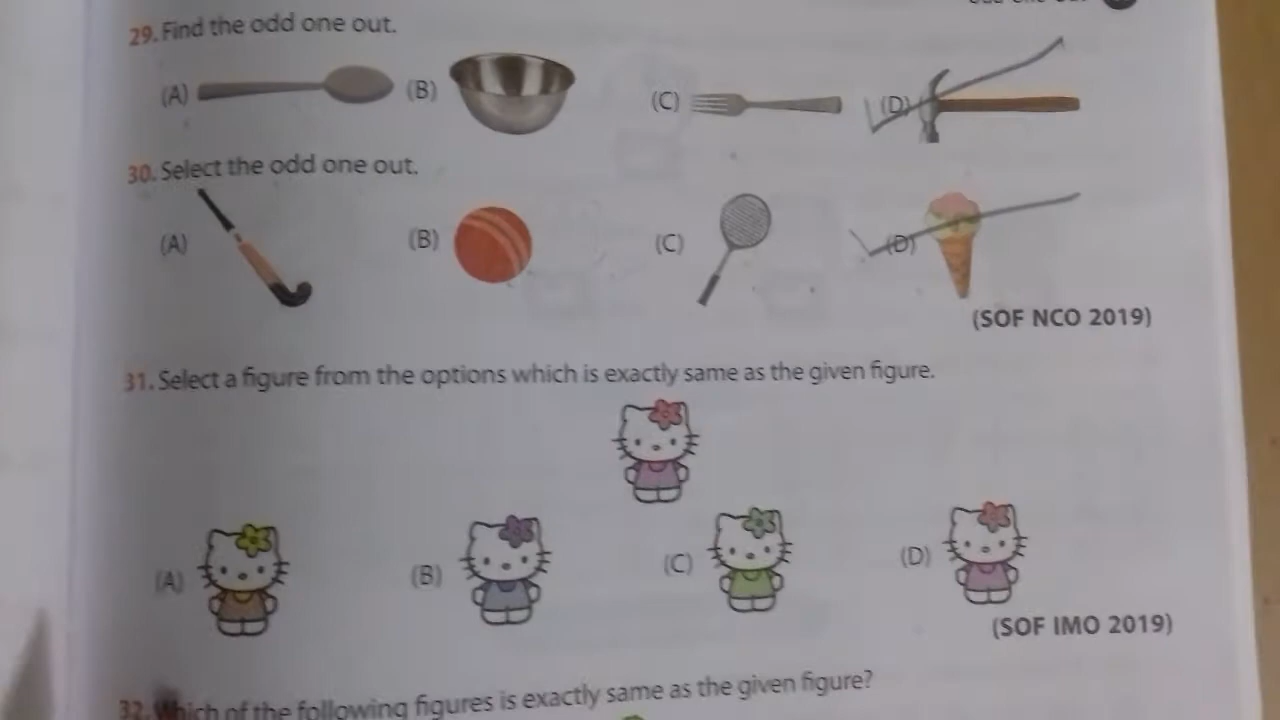 29. Find the odd one out.
(A) (B) (C) (D)
30. Select the odd one out.
(A) (B) (C) (D)
(SOF NCO 2019)
31. Select a figure from the options which is exactly same as the given figure.
(A) (B) (C) (D)
(SOF IMO 2019)
32. Which of the following figures is exactly same as the given figure?